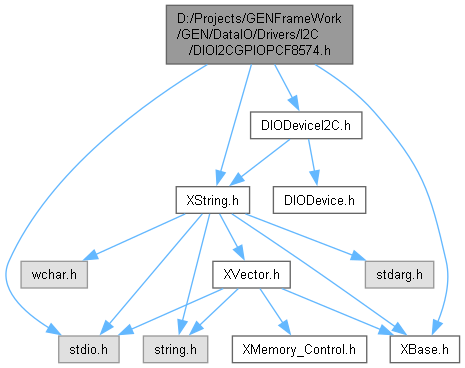 D:/Projects/GENFrameWork
/GEN/DataIO/Drivers/I2C
/DIOI2CGPIOPCF8574.h
DIODeviceI2C.h
XString.h
DIODevice.h
wchar.h
XVector.h
stdarg.h
stdio.h
string.h
XMemory_Control.h
XBase.h